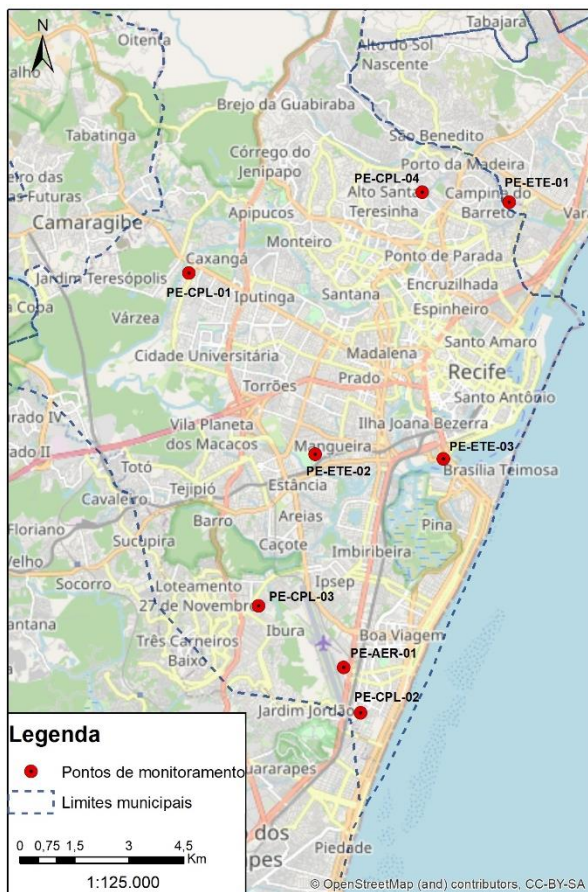 Tabajara
Oitenta
Alto do Sol
Nascente
Brejo da Guabiraba
Tabatinga
São Benedito
Córrego do
Jenipapo
Porto da Madeira
PE-CPL-04
PE-ETE-01
Alto Santa
Teresinha
Campina do
Barreto
Apipucos
Camaragibe
Monteiro
Ponto de Parada
Caxangá
Jardim Teresópolis
PE-CPL-01
Iputinga
Santana
Encruzilhada
Espinheiro
Várzea
Santo Amaro
Cidade Universitária
Madalena
Recife
Torrões
Prado
Santo Antônio
Vila Planeta
dos Macacos
Ilha Joana Bezerra
Mangueira
PE-ETE-03
Totó
PE-ETE-02
Brasília Teimosa
Cavaleiro
Tejipió
Estância
Barro
Areias
Pina
Floriano
Sucupira
Caçote
Imbiribeira
Socorro
Loteamento
27 de Novembro
Ipsep
PE-CPL-03
Ibura
Três Carneiros
Baixo
Boa Viagem
PE-AER-01
PE-CPL-02
Jardim Jordão
Legenda
Pontos de monitoramento
Limites municipais
Piedade
0 0,75 1,5 3 4,5
Km
1:125.000
© OpenStreetMap (and) contributors, CC-BY-SA
N